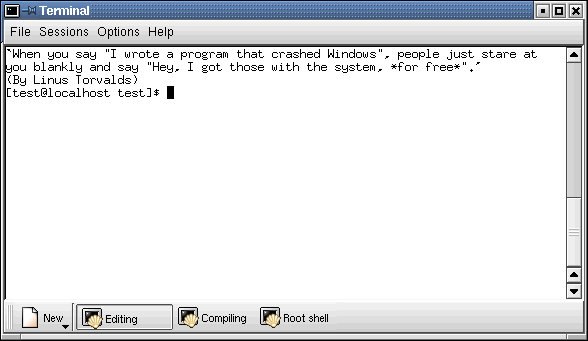 Terminal
File Sessions Options Help
`When you say "I wrote a program that crashed Windows", people just stare at
you blankly and say "Hey, I got those with the system, *for free*".´
(By Linus Torvalds)
[test@localhost test]$
New Editing Compiling Root shell